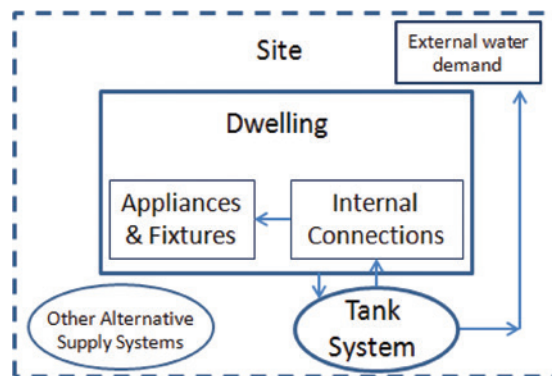 Site
External water
demand
Dwelling
Appliances
& Fixtures
Internal
Connections
Other Alternative
Supply Systems
Tank
System